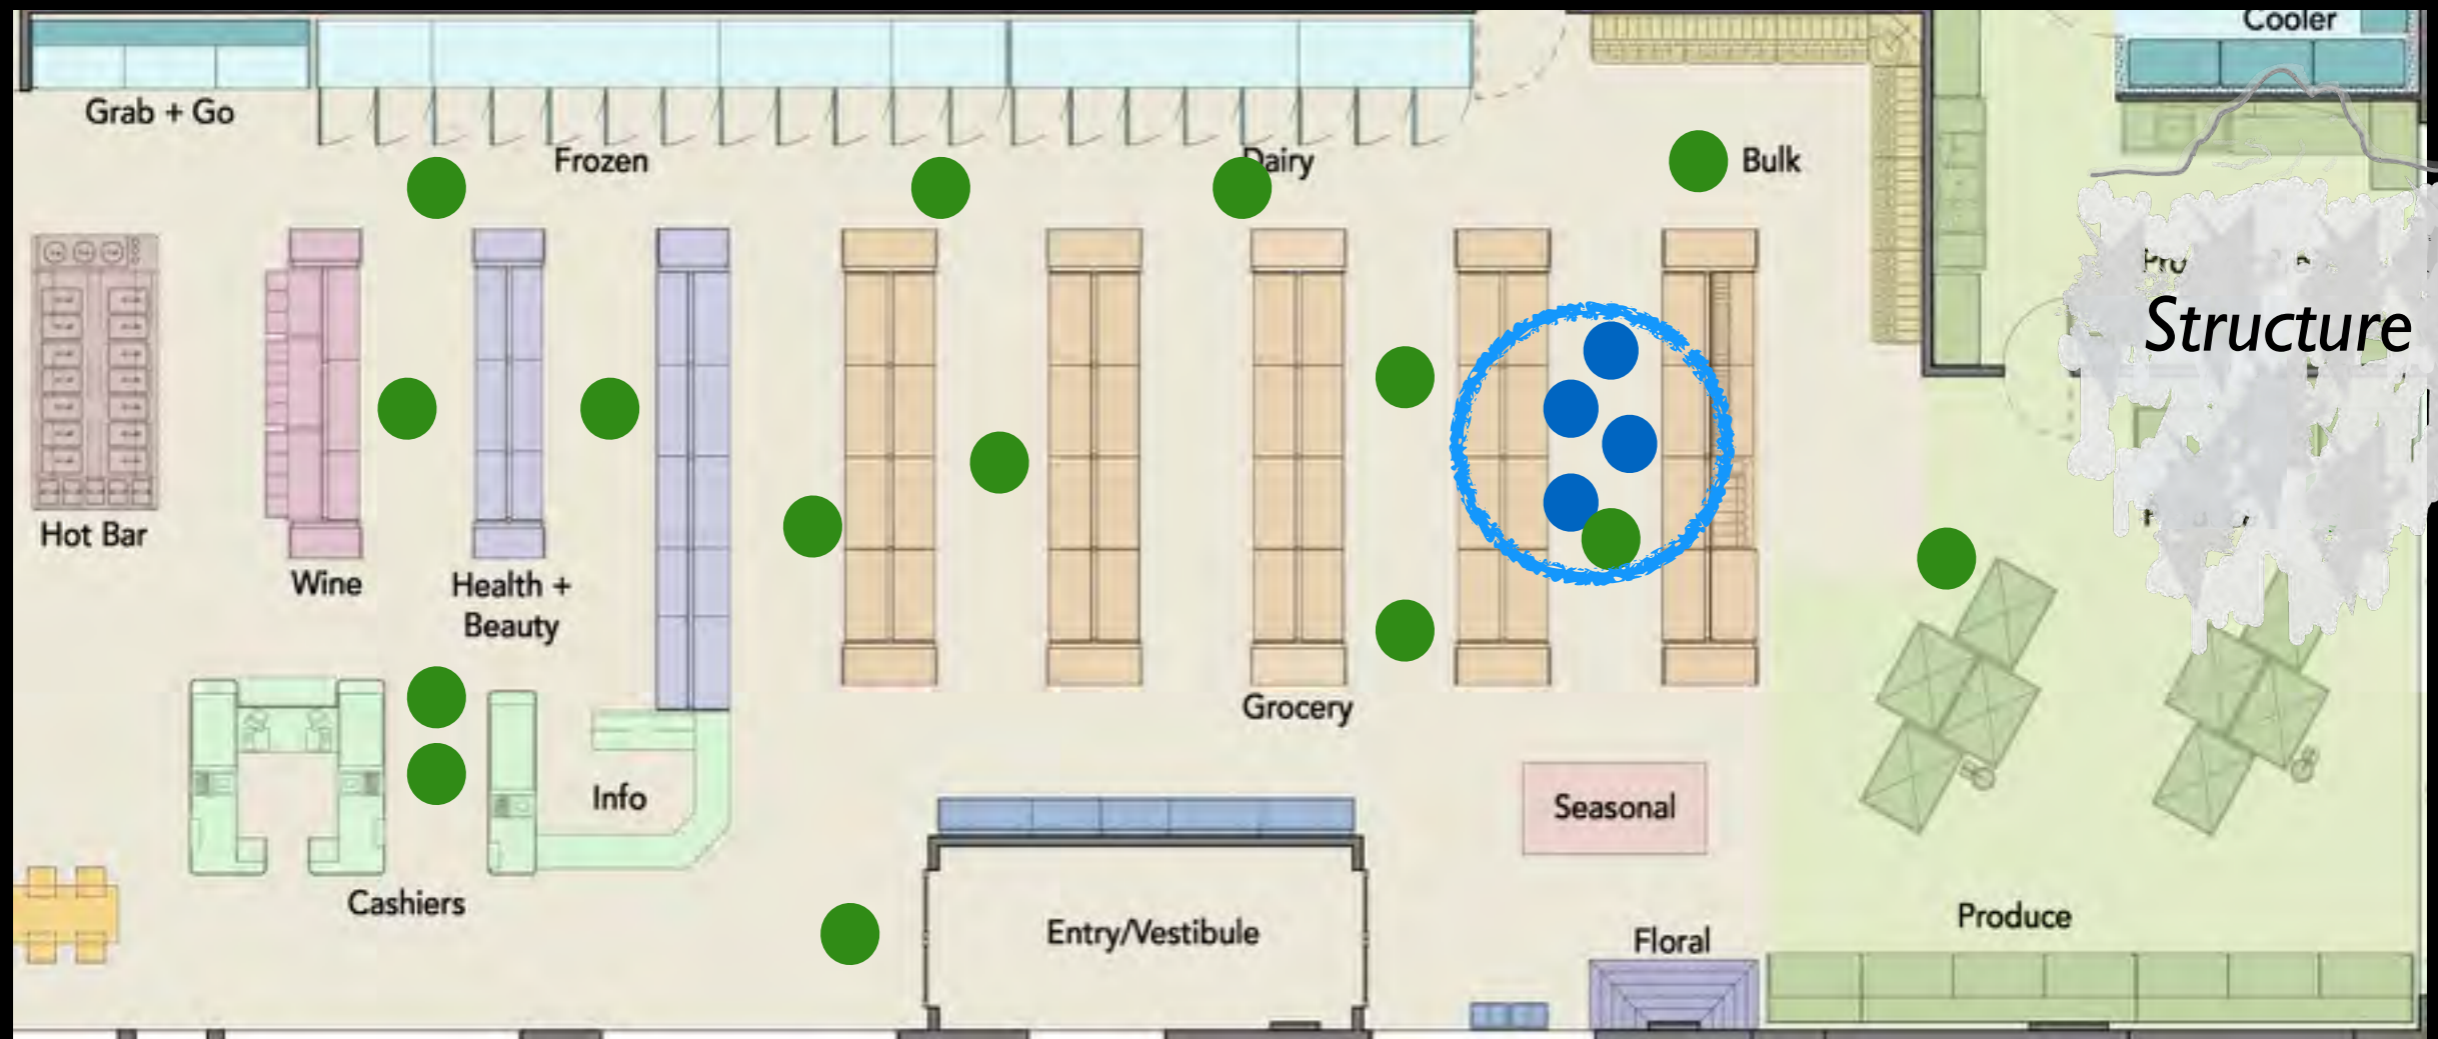 Cooler
Grab + Go
Frozen
Dairy
Bulk
Structure
Hot Bar
Wine
Health +
Beauty
Grocery
Info
Seasonal
Cashiers
Entry/Vestibule
Floral
Produce